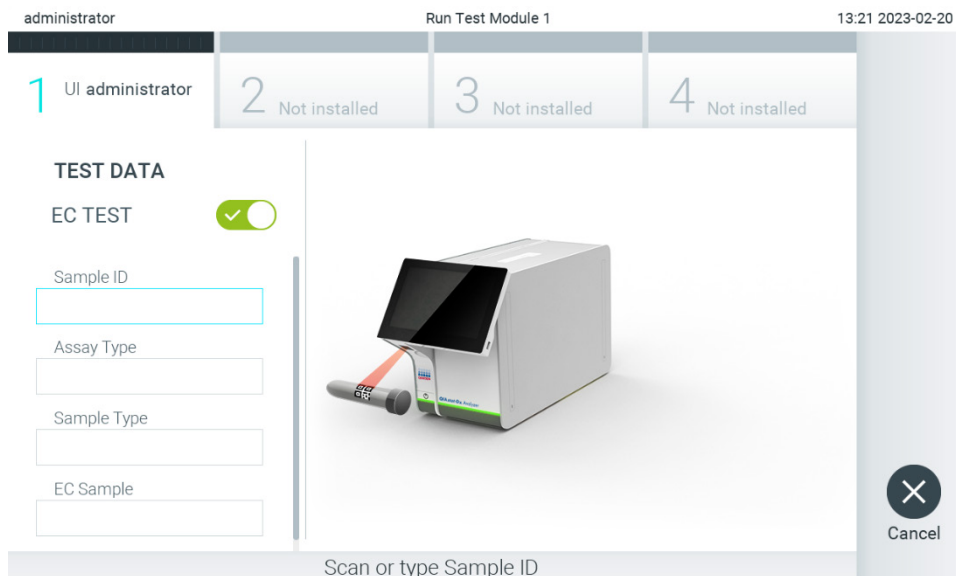 administrator
Run Test Module 1
13:21 2023-02-20
1 UI administrator
2 Not installed
3 Not installed
4 Not installed
TEST DATA
EC TEST
Sample ID
Assay Type
Sample Type
EC Sample
Cancel
Scan or type Sample ID